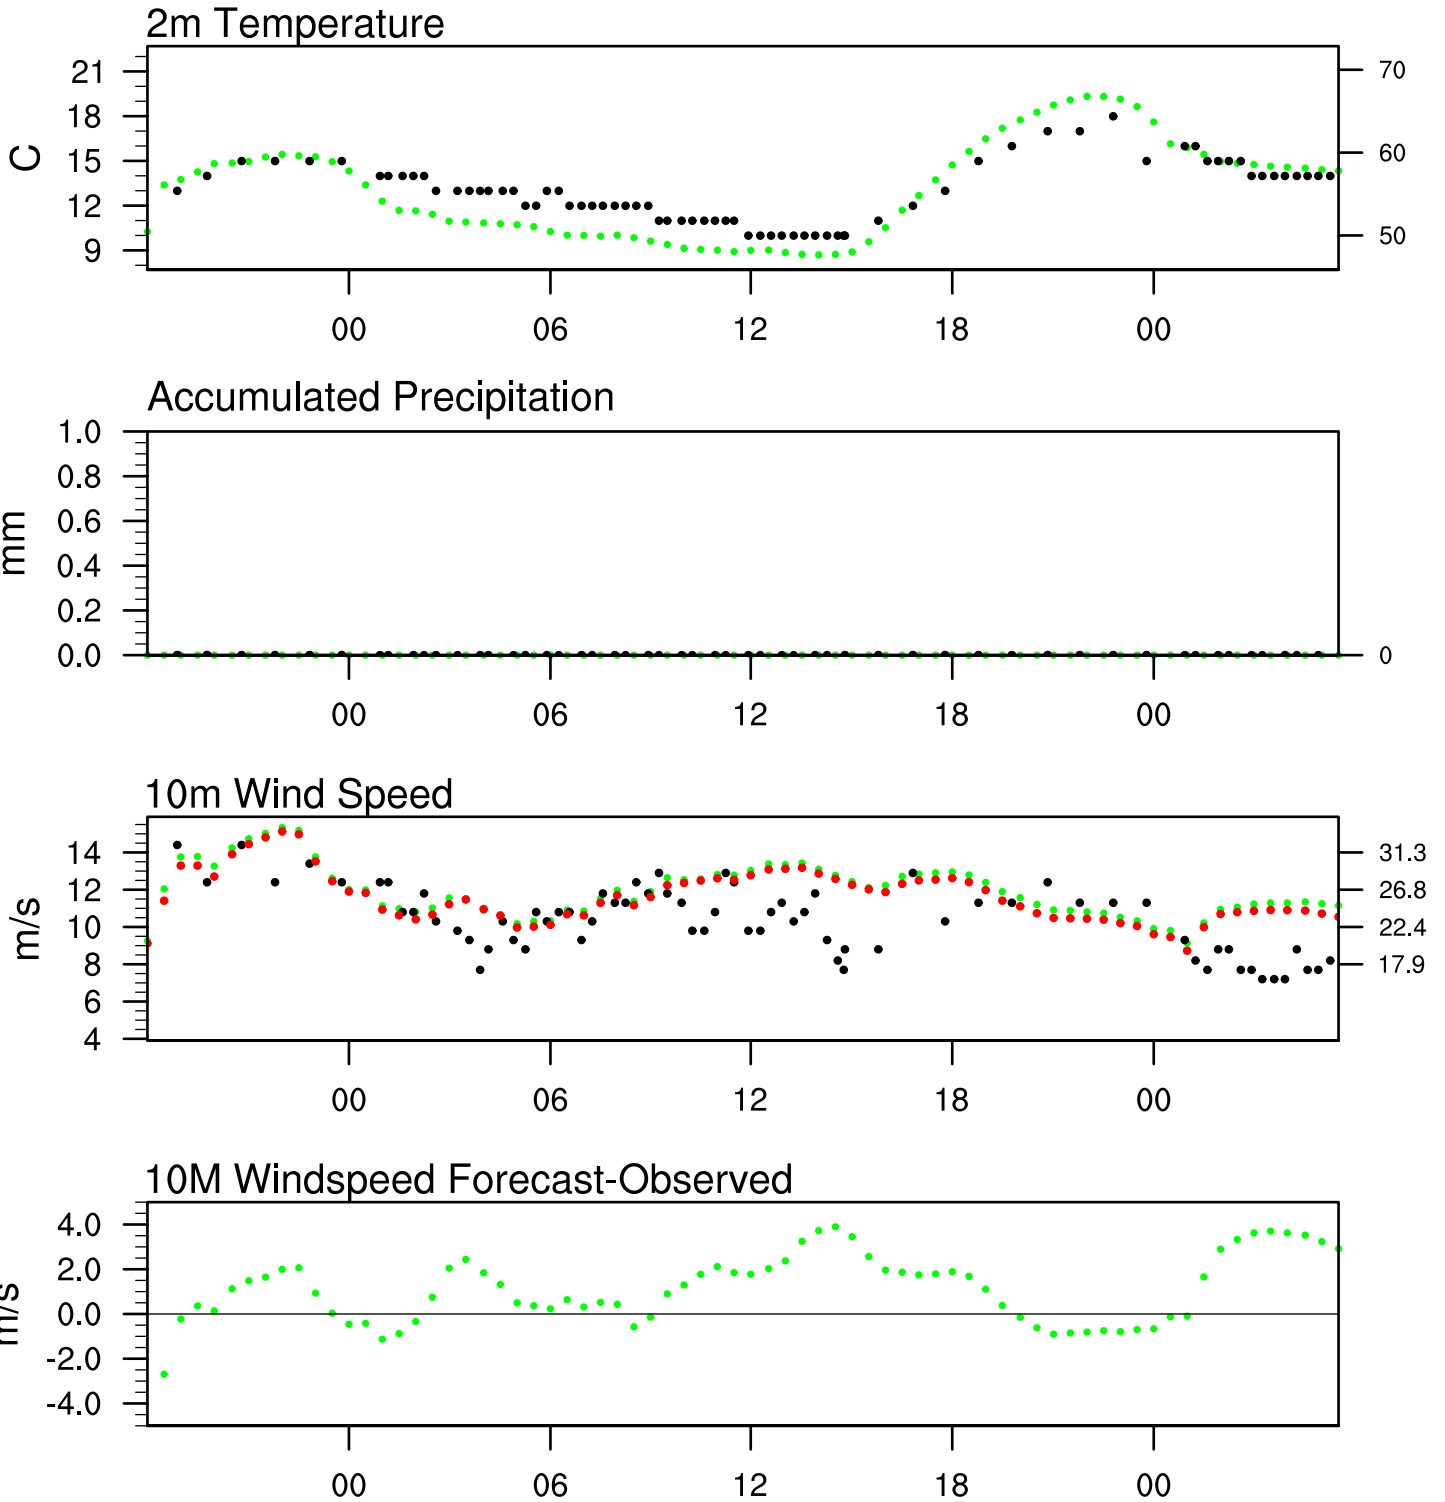 2m Temperature
21
18
15
12
9
C
70
60
50
00 06 12 18 00
Accumulated Precipitation
1.0
0.8
0.6
0.4
0.2
0.0
mm
0
00 06 12 18 00
10m Wind Speed
14
12
10
8
6
4
m/s
31.3
26.8
22.4
17.9
00 06 12 18 00
10M Windspeed Forecast-Observed
4.0
2.0
0.0
-2.0
-4.0
m/s
00 06 12 18 00